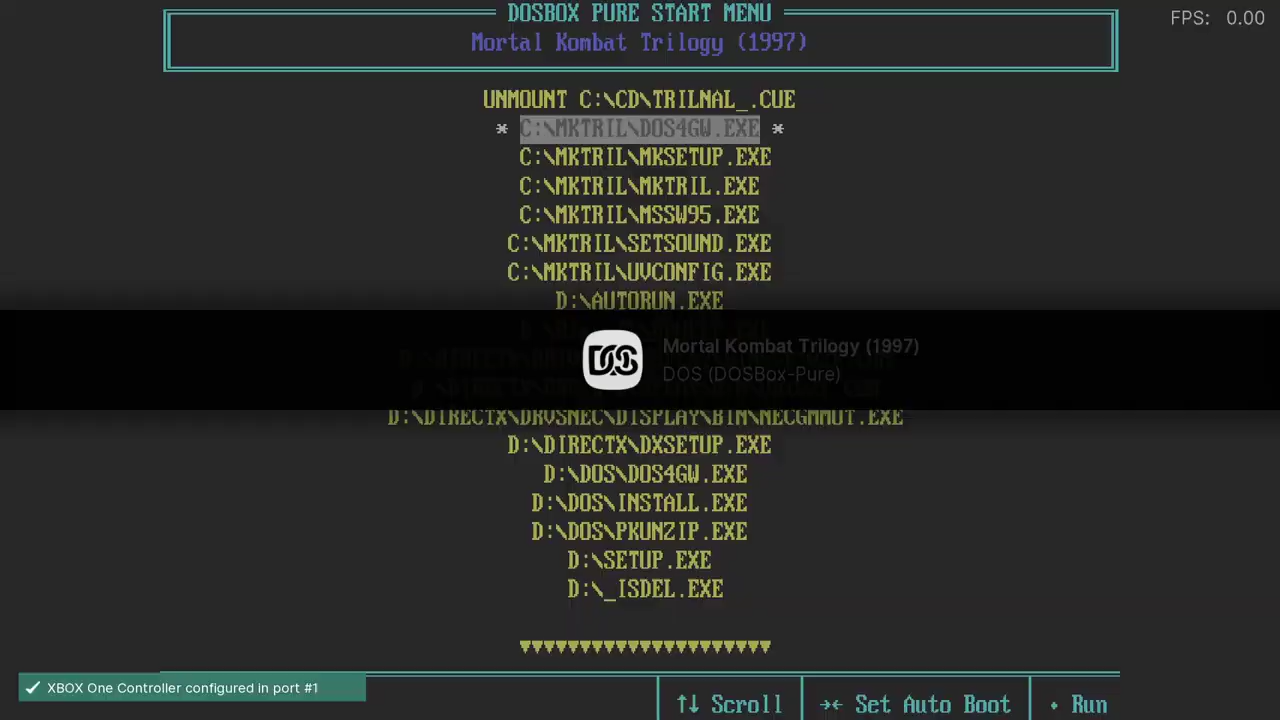 DOSBOX PURE START MENU
FPS: 0.00
Mortal Kombat Trilogy (1997)
UNMOUNT C:\CD\TRILNAL_.CUE
* C:\MKTRIL\DOS4GW.EXE *
C:\MKTRIL\MKSETUP.EXE
C:\MKTRIL\MKTRIL.EXE
C:\MKTRIL\MSSW95.EXE
C:\MKTRIL\SETSOUND.EXE
C:\MKTRIL\UVCONFIG.EXE
D:\AUTORUN.EXE
DOS
Mortal Kombat Trilogy (1997)
DOS (DOSBox-Pure)
D:\DIRECTX\DRVSNEC\DISPLAY\BIN\NECGMMUT.EXE
D:\DIRECTX\DXSETUP.EXE
D:\DOS\DOS4GW.EXE
D:\DOS\INSTALL.EXE
D:\DOS\PKUNZIP.EXE
D:\SETUP.EXE
D:\_ISDEL.EXE
XBOX One Controller configured in port #1
↑↓ Scroll
→← Set Auto Boot
Run